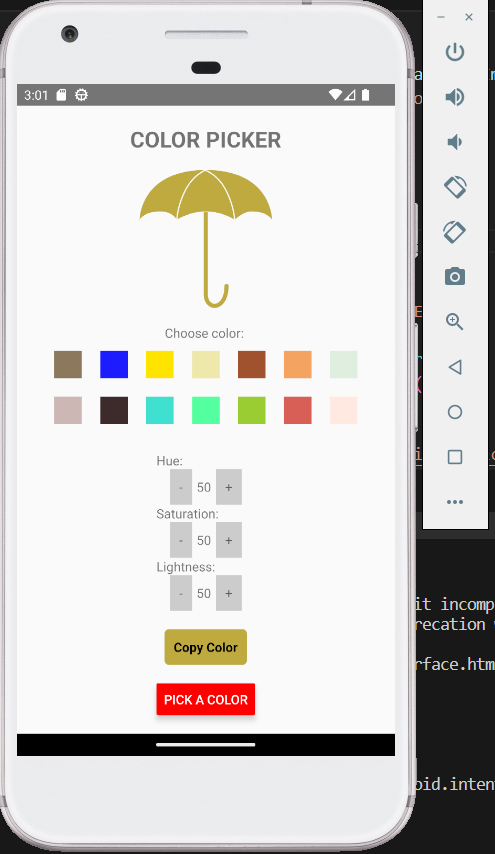 3:01
COLOR PICKER
Choose color:
Hue:
- 50 +
Saturation:
- 50 +
Lightness:
- 50 +
Copy Color
PICK A COLOR
it incomp
recation
rface.htm
oid.inten